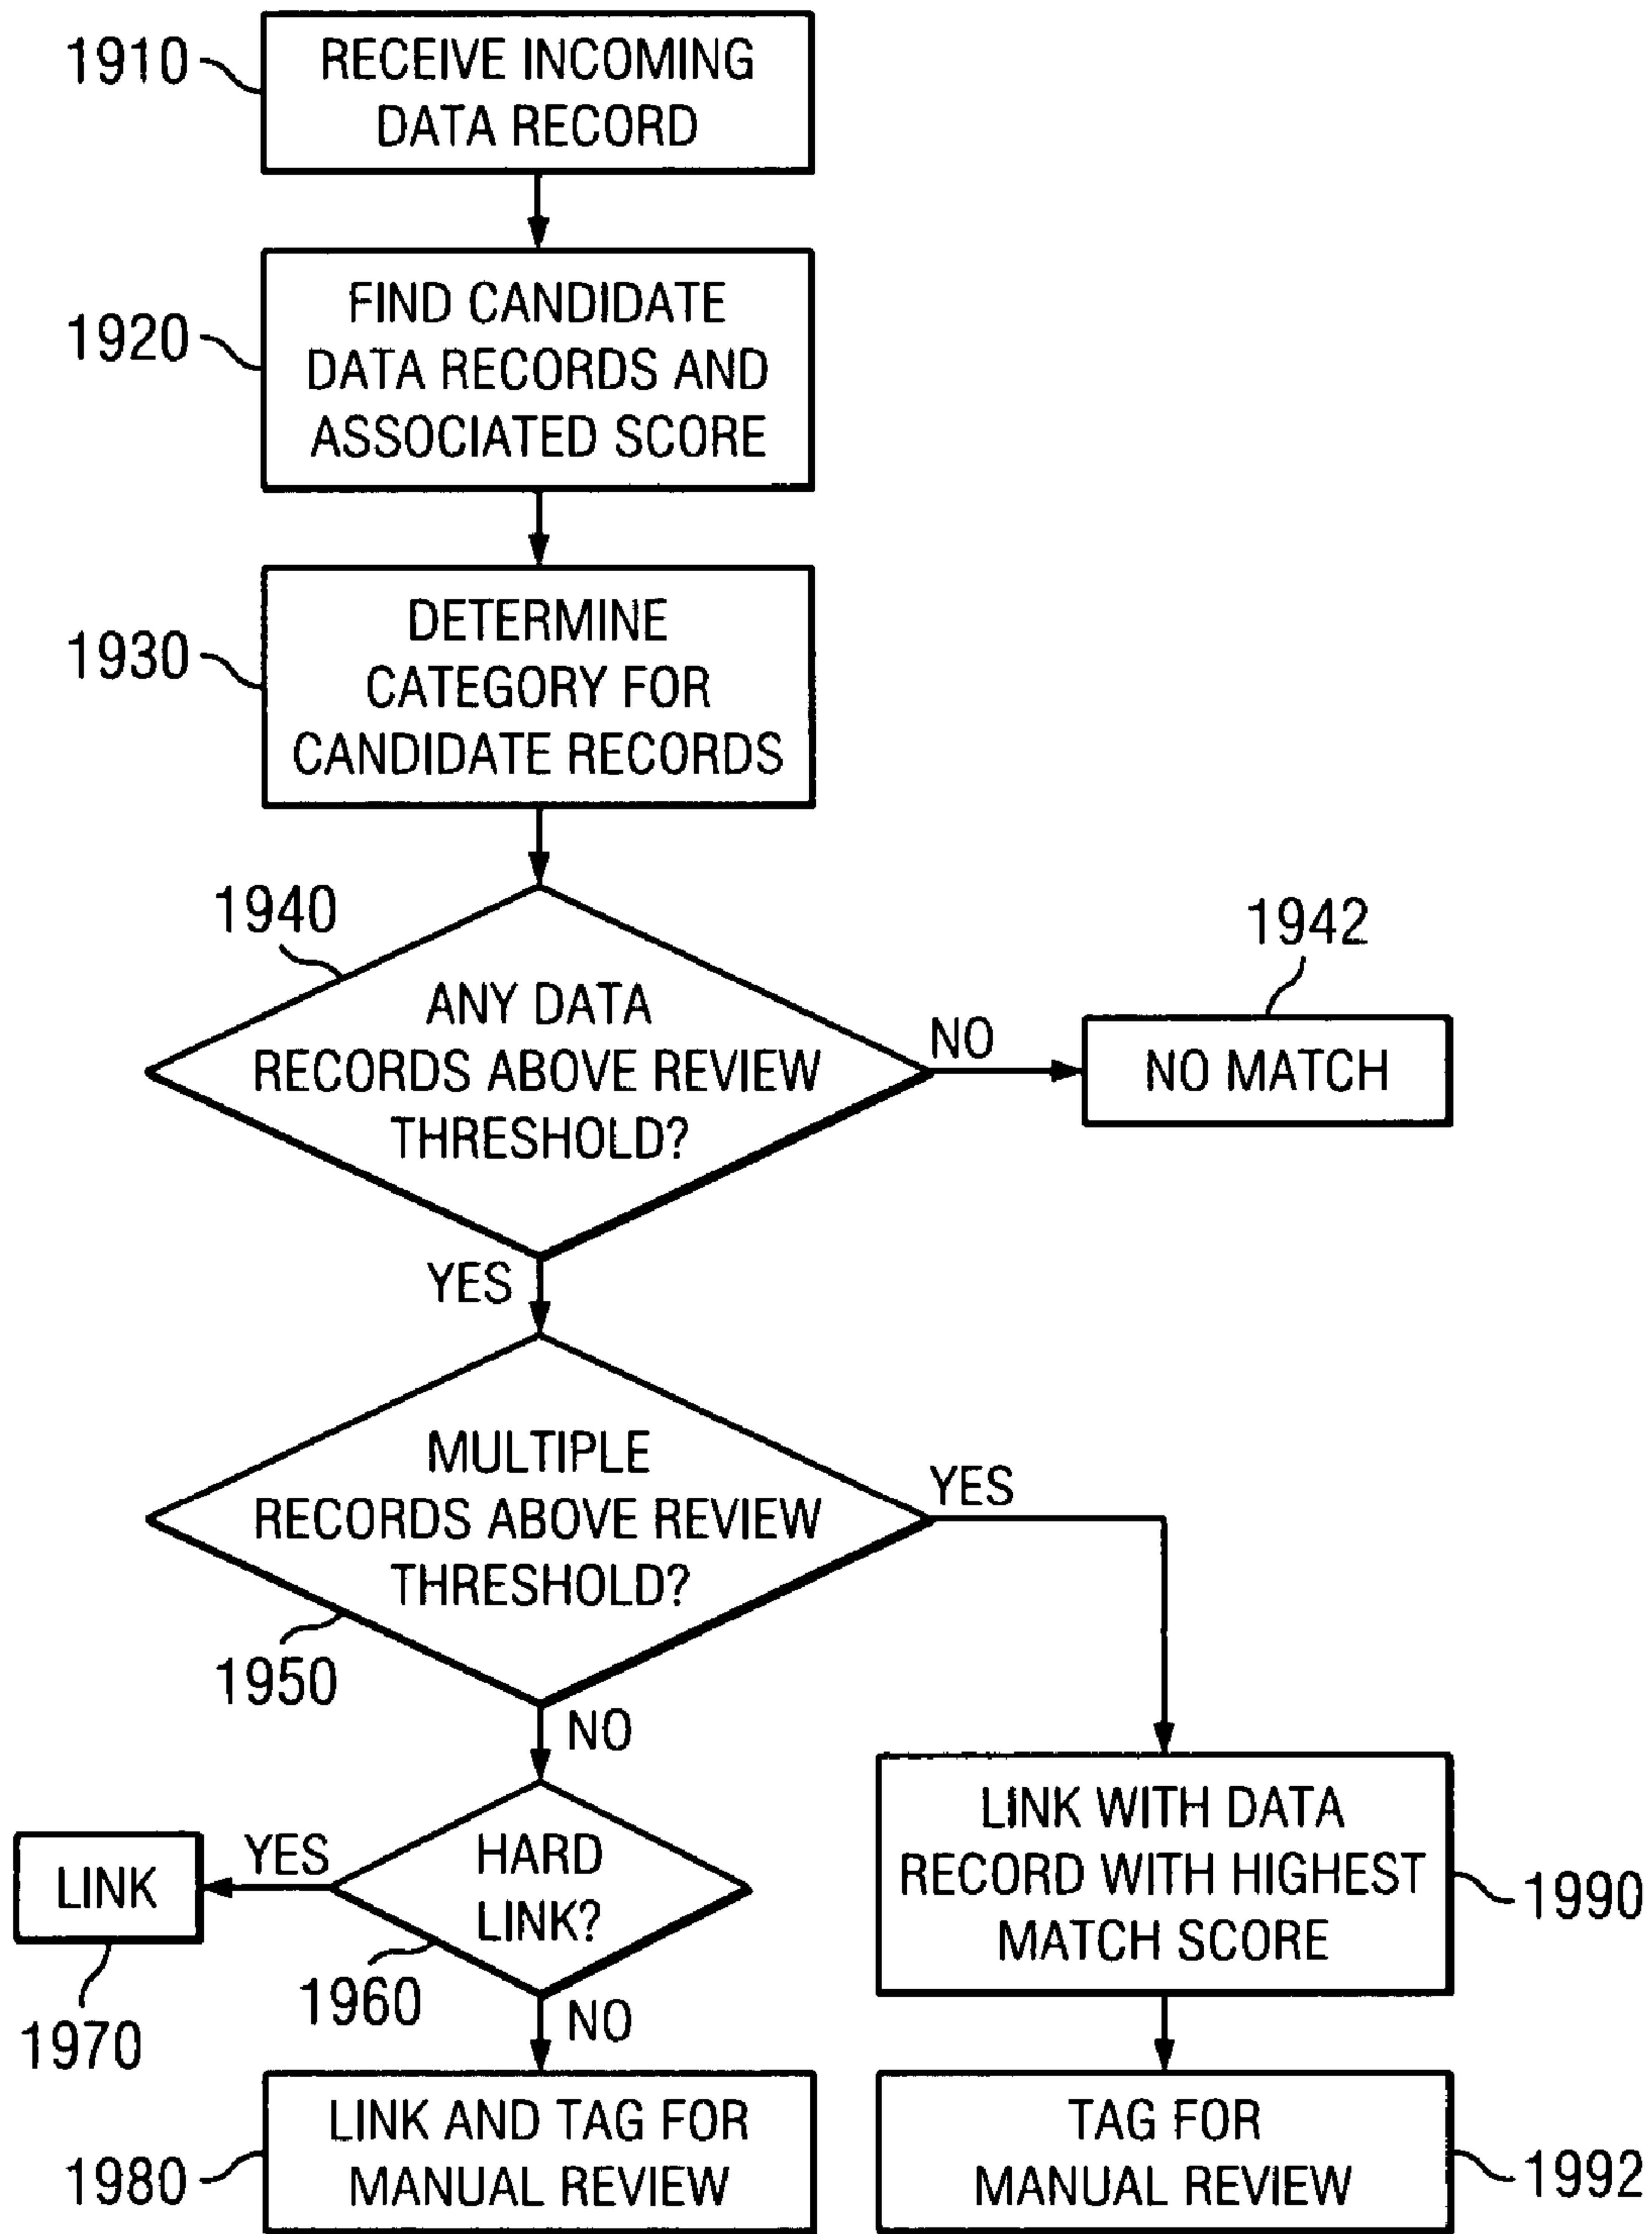 1910
RECEIVE INCOMING
DATA RECORD
1920
FIND CANDIDATE
DATA RECORDS AND
ASSOCIATED SCORE
1930
DETERMINE
CATEGORY FOR
CANDIDATE RECORDS
1940
ANY DATA
RECORDS ABOVE REVIEW
THRESHOLD?
NO
1942
NO MATCH
YES
MULTIPLE
RECORDS ABOVE REVIEW
THRESHOLD?
1950
YES
NO
HARD
LINK?
1960
YES
LINK
1970
NO
LINK AND TAG FOR
MANUAL REVIEW
1980
LINK WITH DATA
RECORD WITH HIGHEST
MATCH SCORE
1990
TAG FOR
MANUAL REVIEW
1992